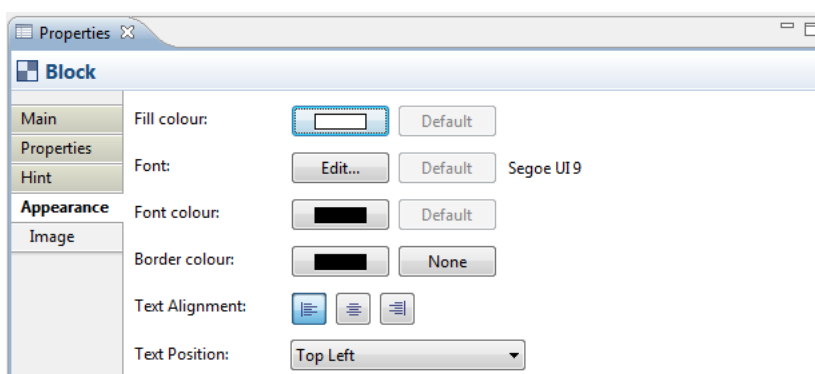 Properties
Block
Main
Properties
Hint
Appearance
Image
Fill colour:
Default
Font:
Edit...
Default
Segoe UI 9
Font colour:
Default
Border colour:
None
Text Alignment:
Text Position:
Top Left